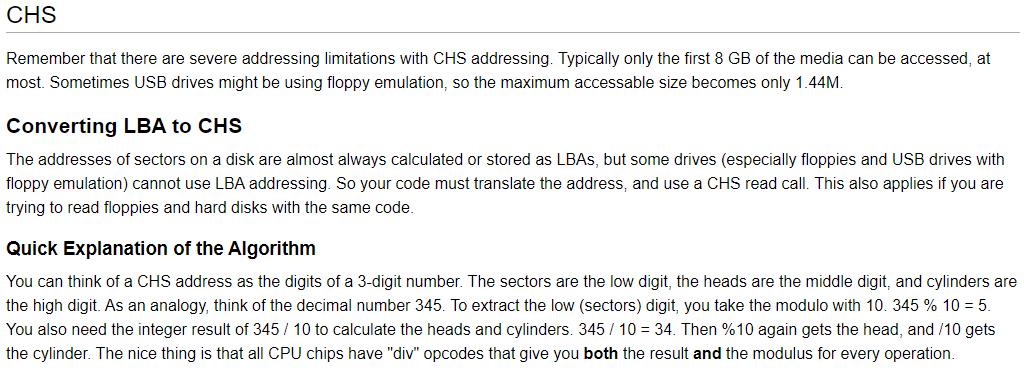 CHS
Remember that there are severe addressing limitations with CHS addressing. Typically only the first 8 GB of the media can be accessed, at
most. Sometimes USB drives might be using floppy emulation, so the maximum accessable size becomes only 1.44M.
Converting LBA to CHS
The addresses of sectors on a disk are almost always calculated or stored as LBAs, but some drives (especially floppies and USB drives with
floppy emulation) cannot use LBA addressing. So your code must translate the address, and use a CHS read call. This also applies if you are
trying to read floppies and hard disks with the same code.
Quick Explanation of the Algorithm
You can think of a CHS address as the digits of a 3-digit number. The sectors are the low digit, the heads are the middle digit, and cylinders are
the high digit. As an analogy, think of the decimal number 345. To extract the low (sectors) digit, you take the modulo with 10. 345 % 10 = 5.
You also need the integer result of 345 / 10 to calculate the heads and cylinders. 345 / 10 = 34. Then %10 again gets the head, and /10 gets
the cylinder. The nice thing is that all CPU chips have "div" opcodes that give you both the result and the modulus for every operation.